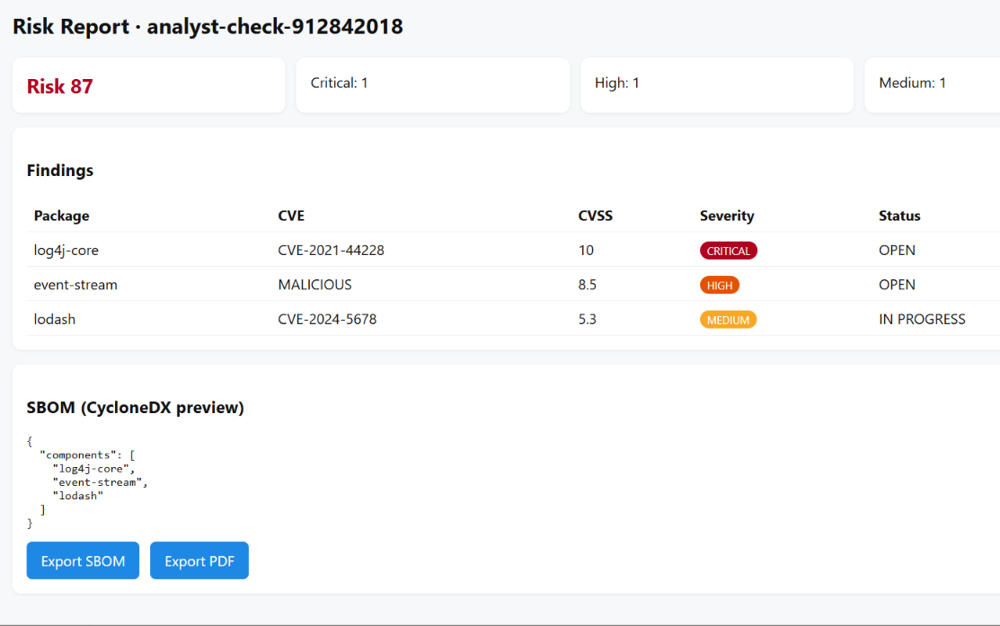 Risk Report · analyst-check-912842018
Risk 87
Critical: 1
High: 1
Medium: 1
Findings
Package CVE CVSS Severity Status
log4j-core CVE-2021-44228 10 CRITICAL OPEN
event-stream MALICIOUS 8.5 HIGH OPEN
lodash CVE-2024-5678 5.3 MEDIUM IN PROGRESS
SBOM (CycloneDX preview)
{
  "components": [
    "log4j-core",
    "event-stream",
    "lodash"
  ]
}
Export SBOM Export PDF